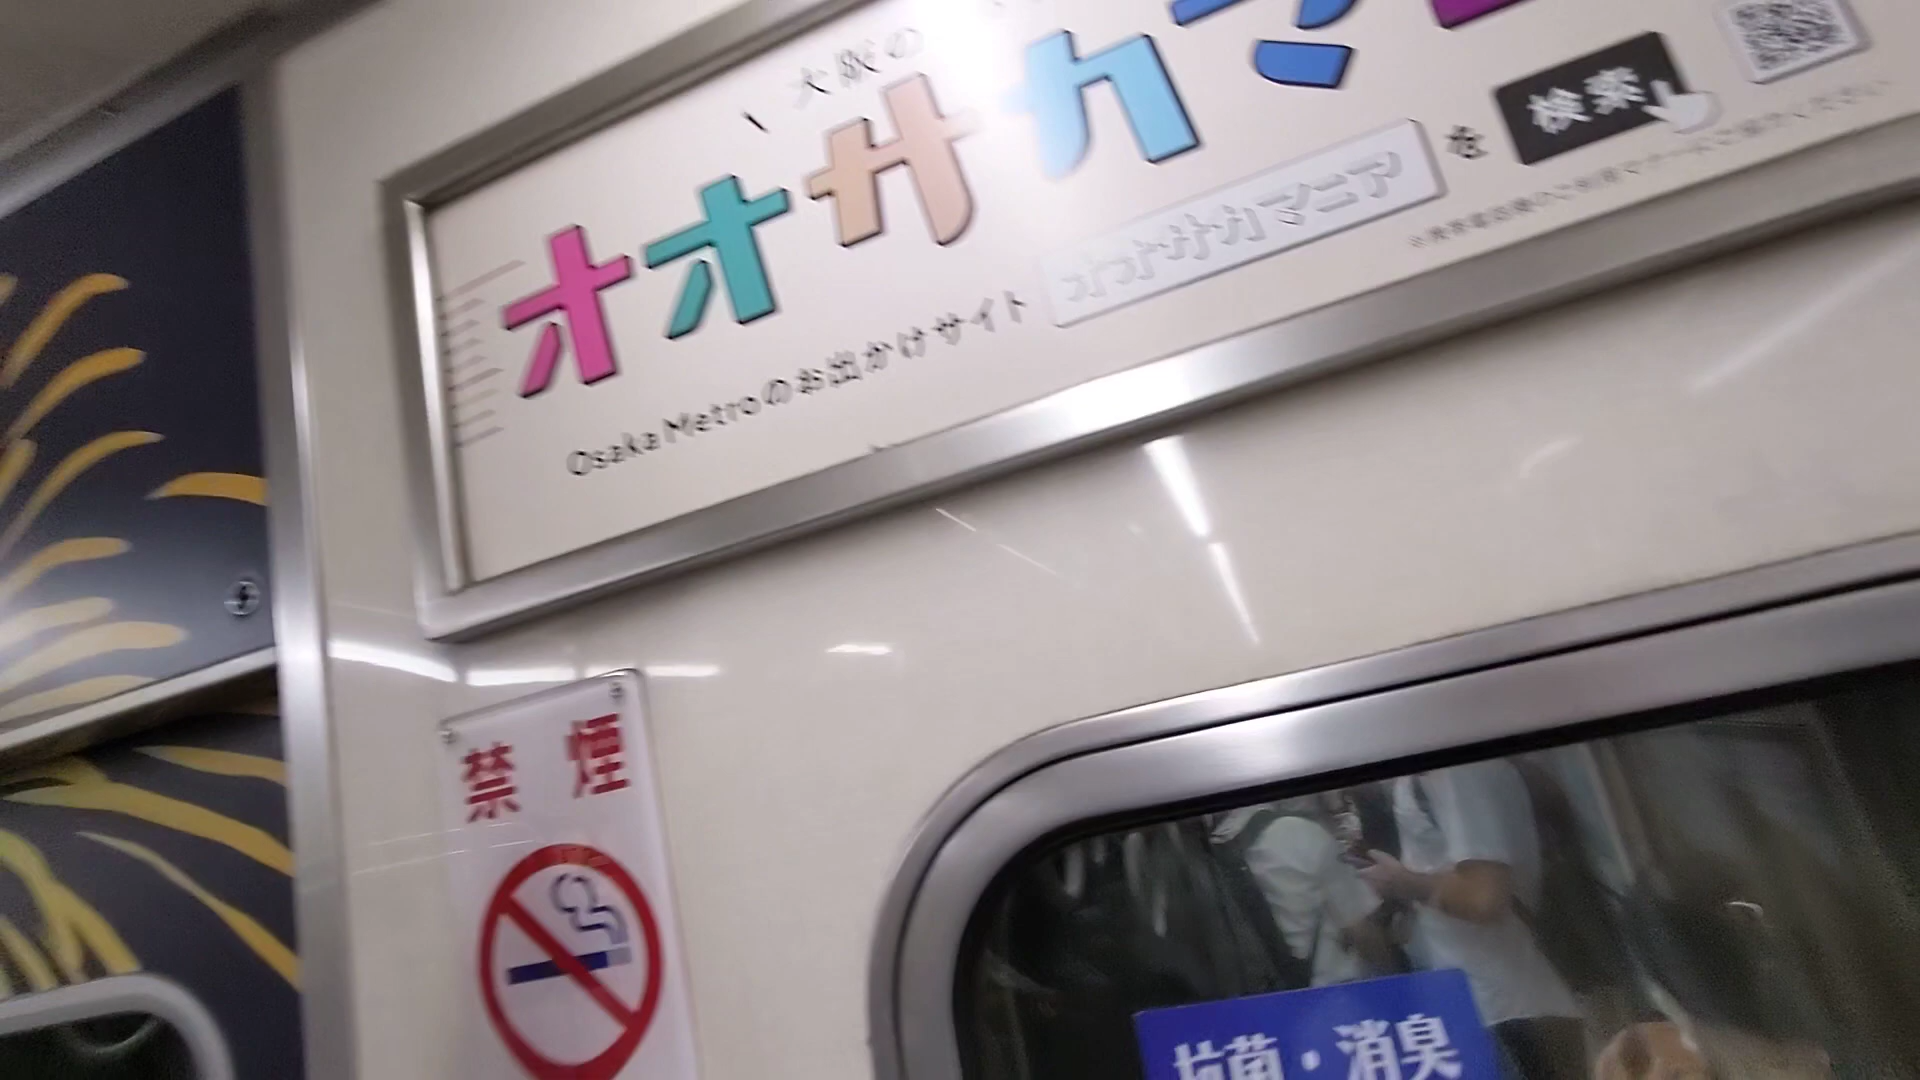 大阪の
オオサカマ
Osaka Metroのお出かけサイト オオサカマニア を 検索
禁煙
抗菌・消臭